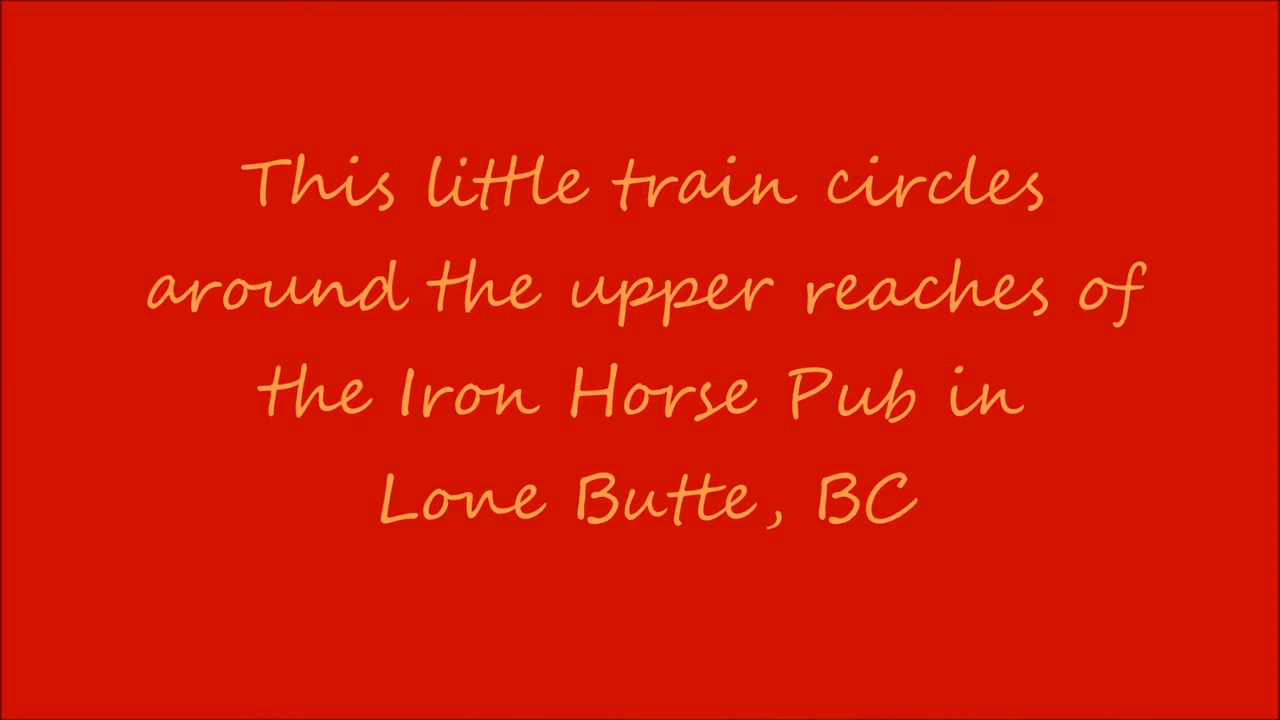 This little train circles
around the upper reaches of
the Iron Horse Pub in
Lone Butte, BC